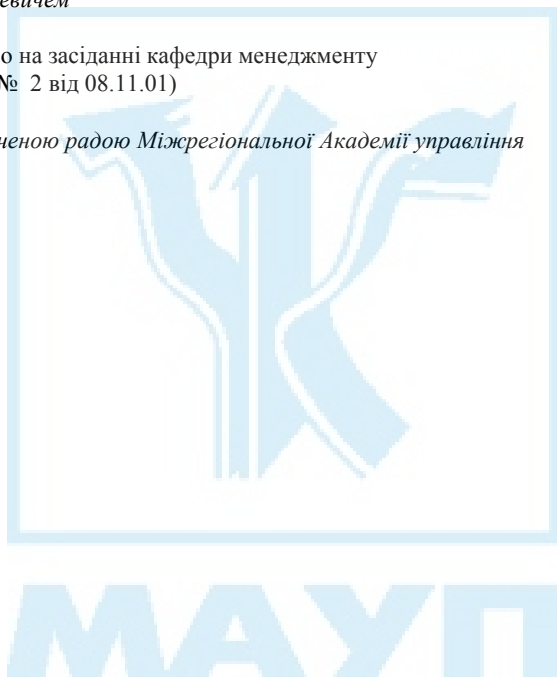 евичем
о на засіданні кафедри менеджменту
№ 2 від 08.11.01)
ченою радою Міжрегіональної Академії управління
МАУП